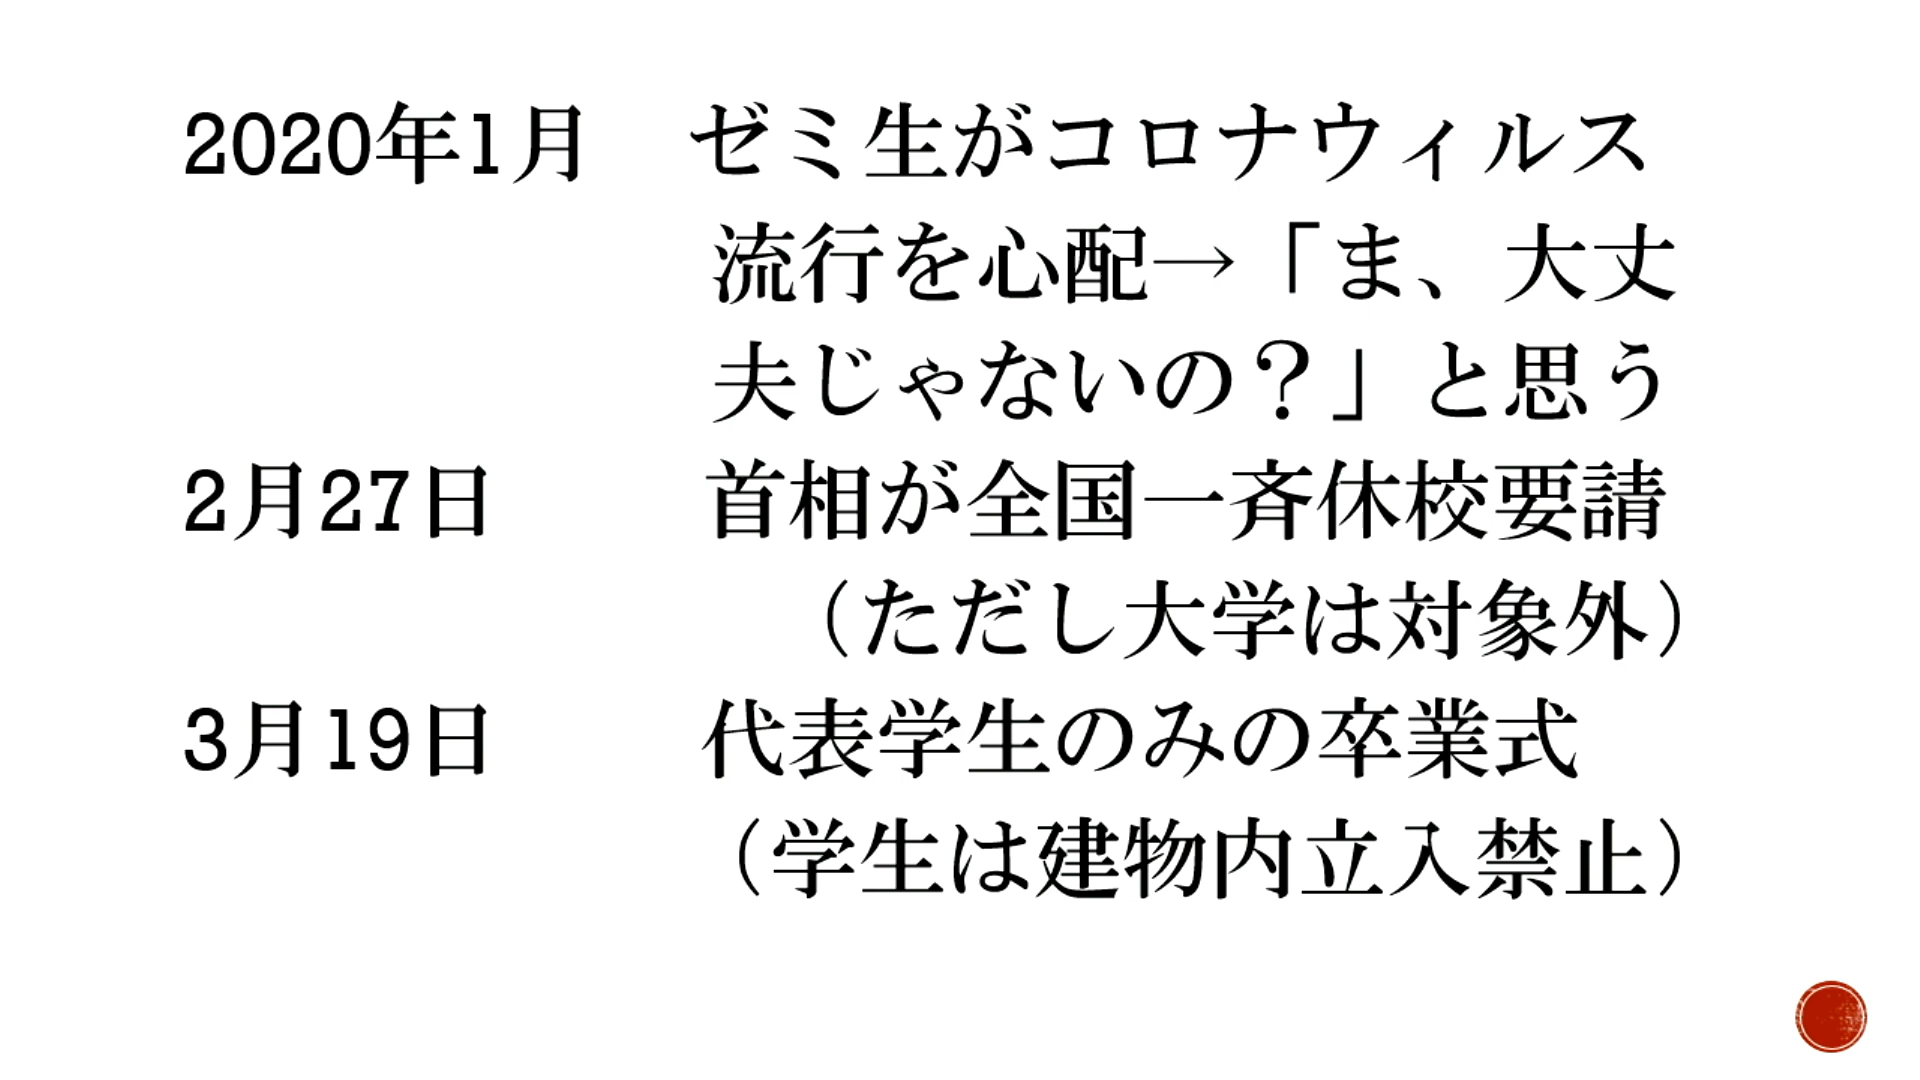 2020年1月　ゼミ生がコロナウィルス
流行を心配→「ま、大丈
夫じゃないの？」と思う
2月27日　首相が全国一斉休校要請
（ただし大学は対象外）
3月19日　代表学生のみの卒業式
（学生は建物内立入禁止）